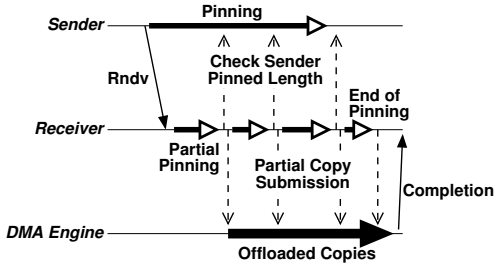 Pinning
Sender
Check Sender
Pinned Length
Rndv
End of
Pinning
Receiver
Partial
Pinning
Partial Copy
Submission
Completion
DMA Engine
Offloaded Copies